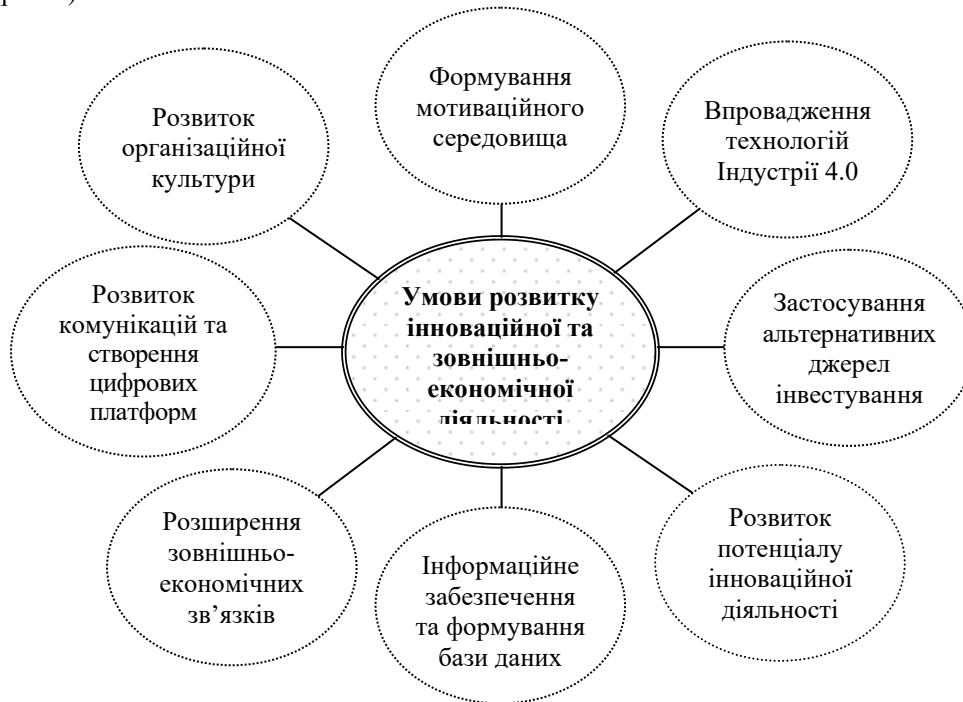 Формування
мотиваційного
середовища
Розвиток
організаційної
культури
Впровадження
технологій
Індустрії 4.0
Умови розвитку
інноваційної та
зовнішньо-
економічної
діяльності
Розвиток
комунікацій та
створення
цифрових
платформ
Застосування
альтернативних
джерел
інвестування
Розширення
зовнішньо-
економічних
зв’язків
Інформаційне
забезпечення
та формування
бази даних
Розвиток
потенціалу
інноваційної
діяльності